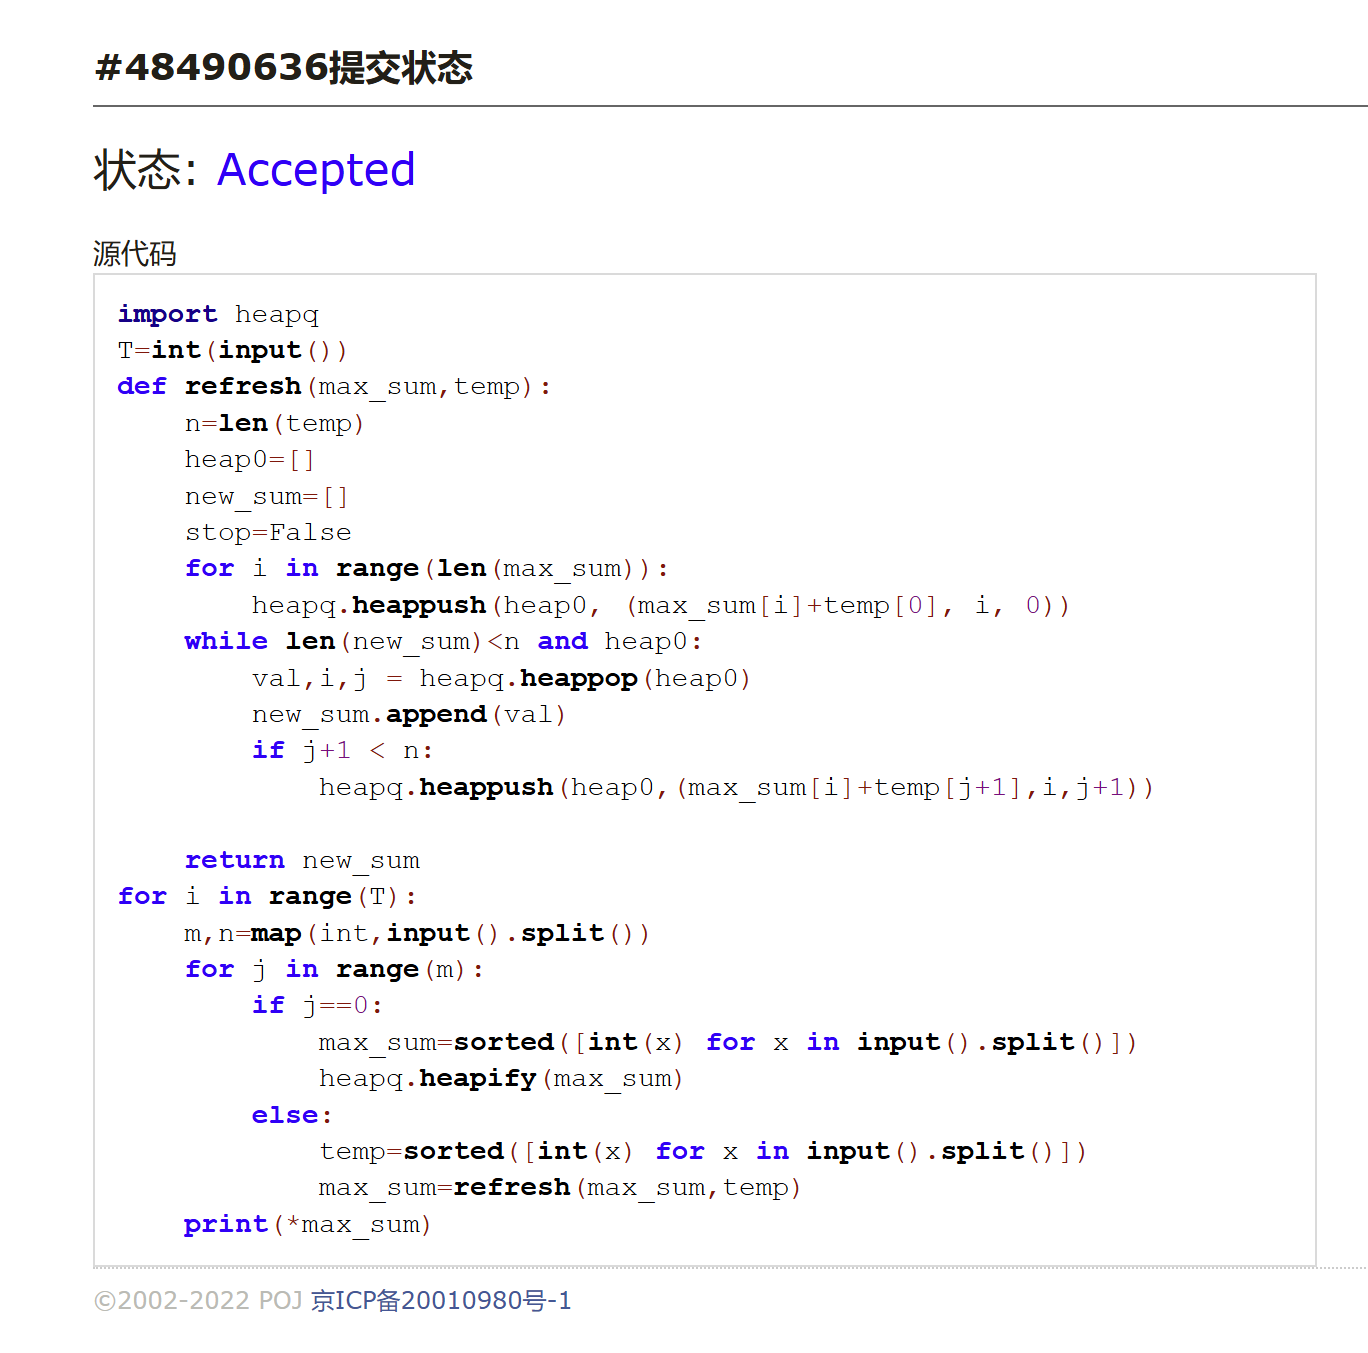 #48490636提交状态
状态: Accepted
源代码
import heapq
T=int(input())
def refresh(max_sum,temp):
    n=len(temp)
    heap0=[]
    new_sum=[]
    stop=False
    for i in range(len(max_sum)):
        heapq.heappush(heap0, (max_sum[i]+temp[0], i, 0))
    while len(new_sum)<n and heap0:
        val,i,j = heapq.heappop(heap0)
        new_sum.append(val)
        if j+1 < n:
            heapq.heappush(heap0,(max_sum[i]+temp[j+1],i,j+1))
    return new_sum
for i in range(T):
    m,n=map(int,input().split())
    for j in range(m):
        if j==0:
            max_sum=sorted([int(x) for x in input().split()])
            heapq.heapify(max_sum)
        else:
            temp=sorted([int(x) for x in input().split()])
            max_sum=refresh(max_sum,temp)
    print(*max_sum)
©2002-2022 POJ 京ICP备20010980号-1